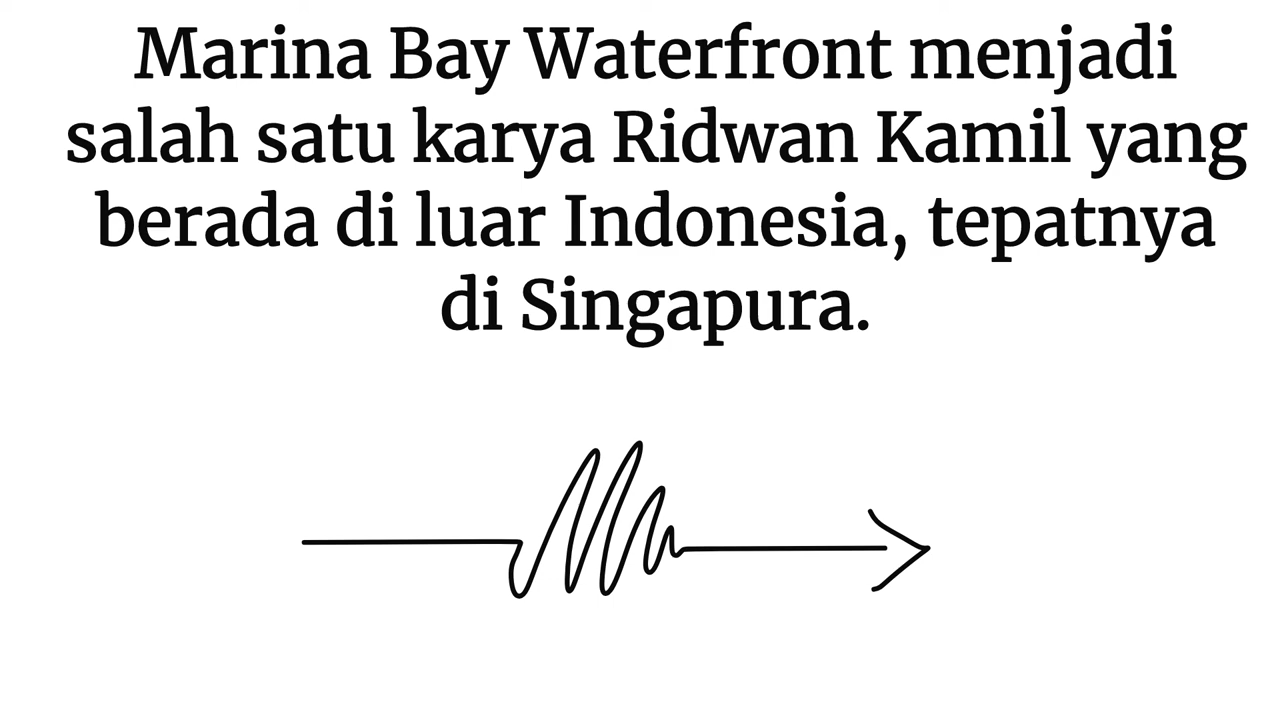 Marina Bay Waterfront menjadi
salah satu karya Ridwan Kamil yang
berada di luar Indonesia, tepatnya
di Singapura.